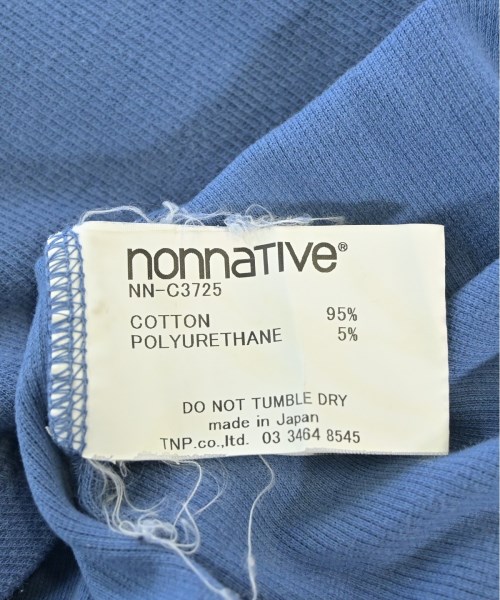 nonnative®
NN-C3725
COTTON 95%
POLYURETHANE 5%
DO NOT TUMBLE DRY
made in Japan
TNP.co.,ltd. 03 3464 8545